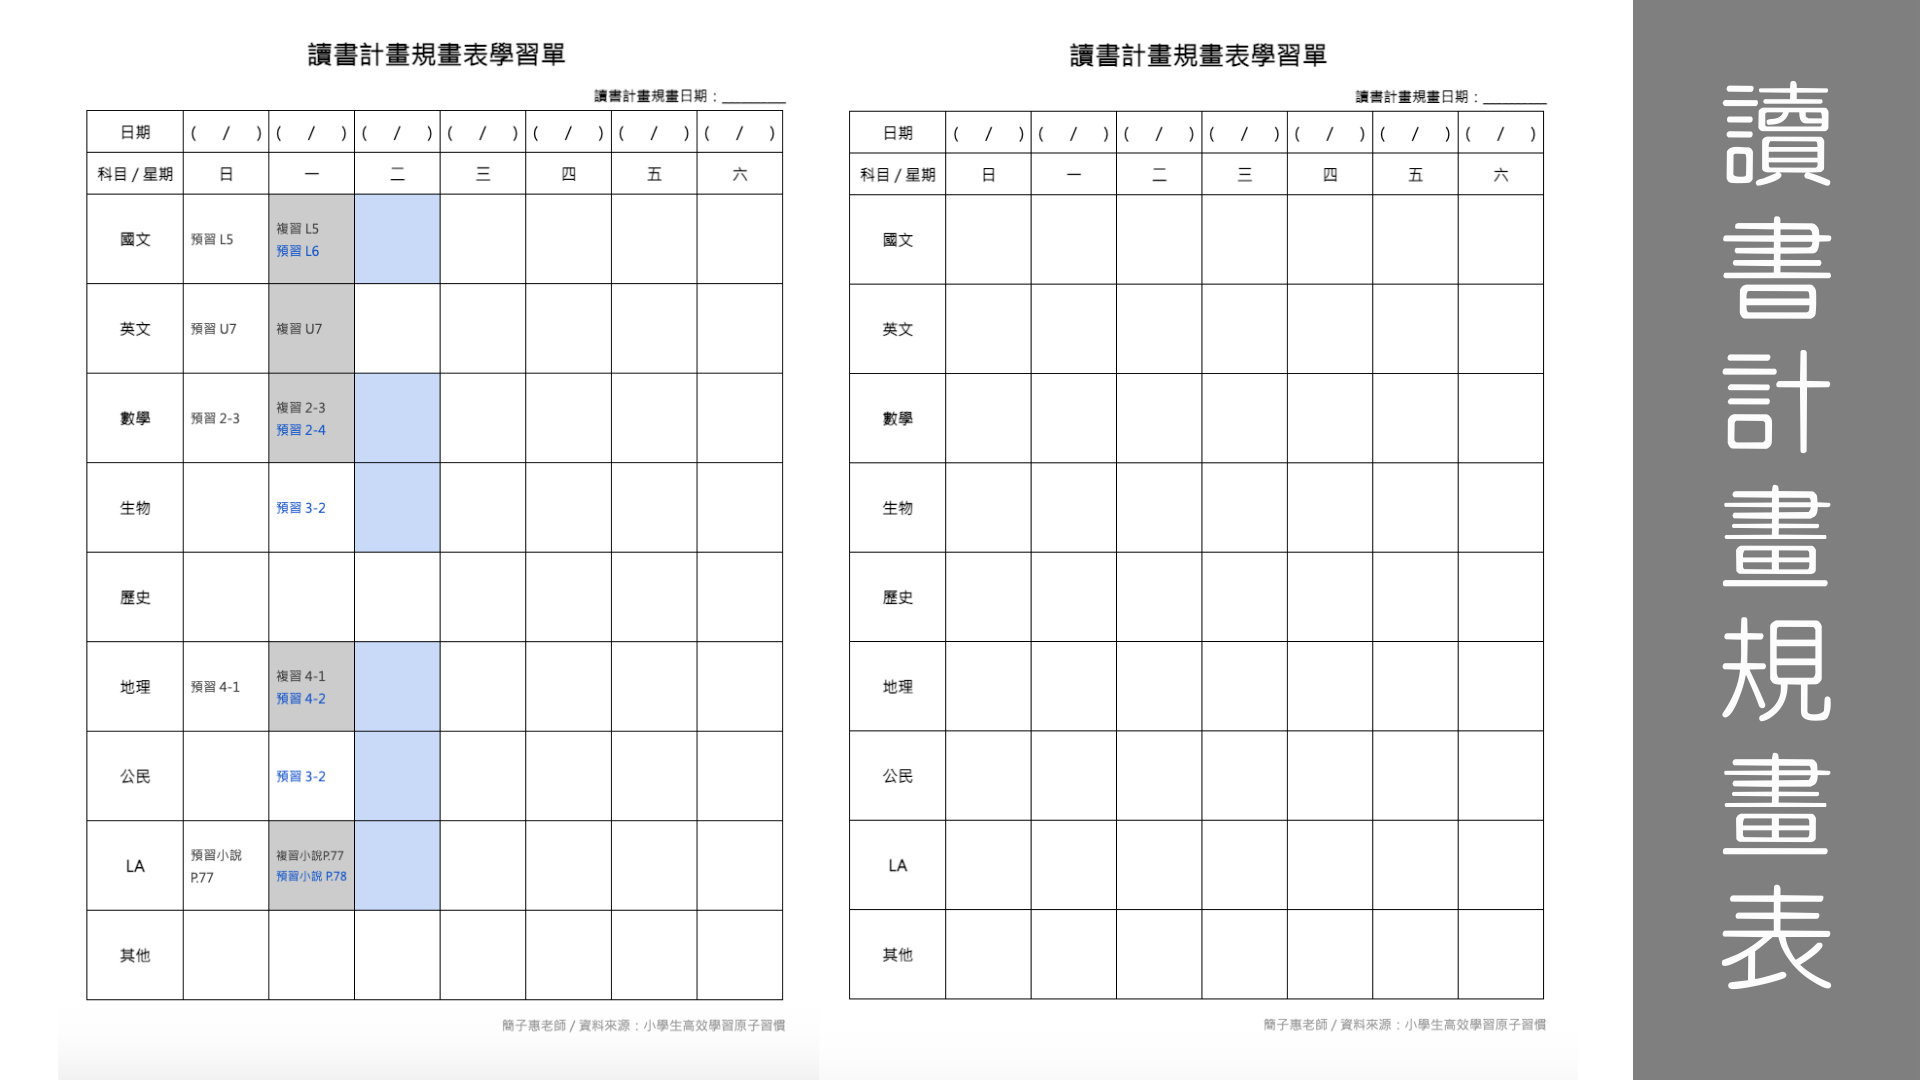 讀書計畫規畫表學習單
讀書計畫規畫日期：________
日期 ( / ) ( / ) ( / ) ( / ) ( / ) ( / ) ( / )
科目 / 星期 日 一 二 三 四 五 六
國文 預習 L5 複習 L5
預習 L6
英文 預習 U7 複習 U7
數學 預習 2-3 複習 2-3
預習 2-4
生物 預習 3-2
歷史
地理 預習 4-1 複習 4-1
預習 4-2
公民 預習 3-2
LA 預習小說 複習小說P.77
P.77 預習小說 P.78
其他
簡子惠老師 / 資料來源：小學生高效學習原子習慣
讀書計畫規畫表學習單
讀書計畫規畫日期：________
日期 ( / ) ( / ) ( / ) ( / ) ( / ) ( / ) ( / )
科目 / 星期 日 一 二 三 四 五 六
國文
英文
數學
生物
歷史
地理
公民
LA
其他
簡子惠老師 / 資料來源：小學生高效學習原子習慣
讀書計畫規畫表